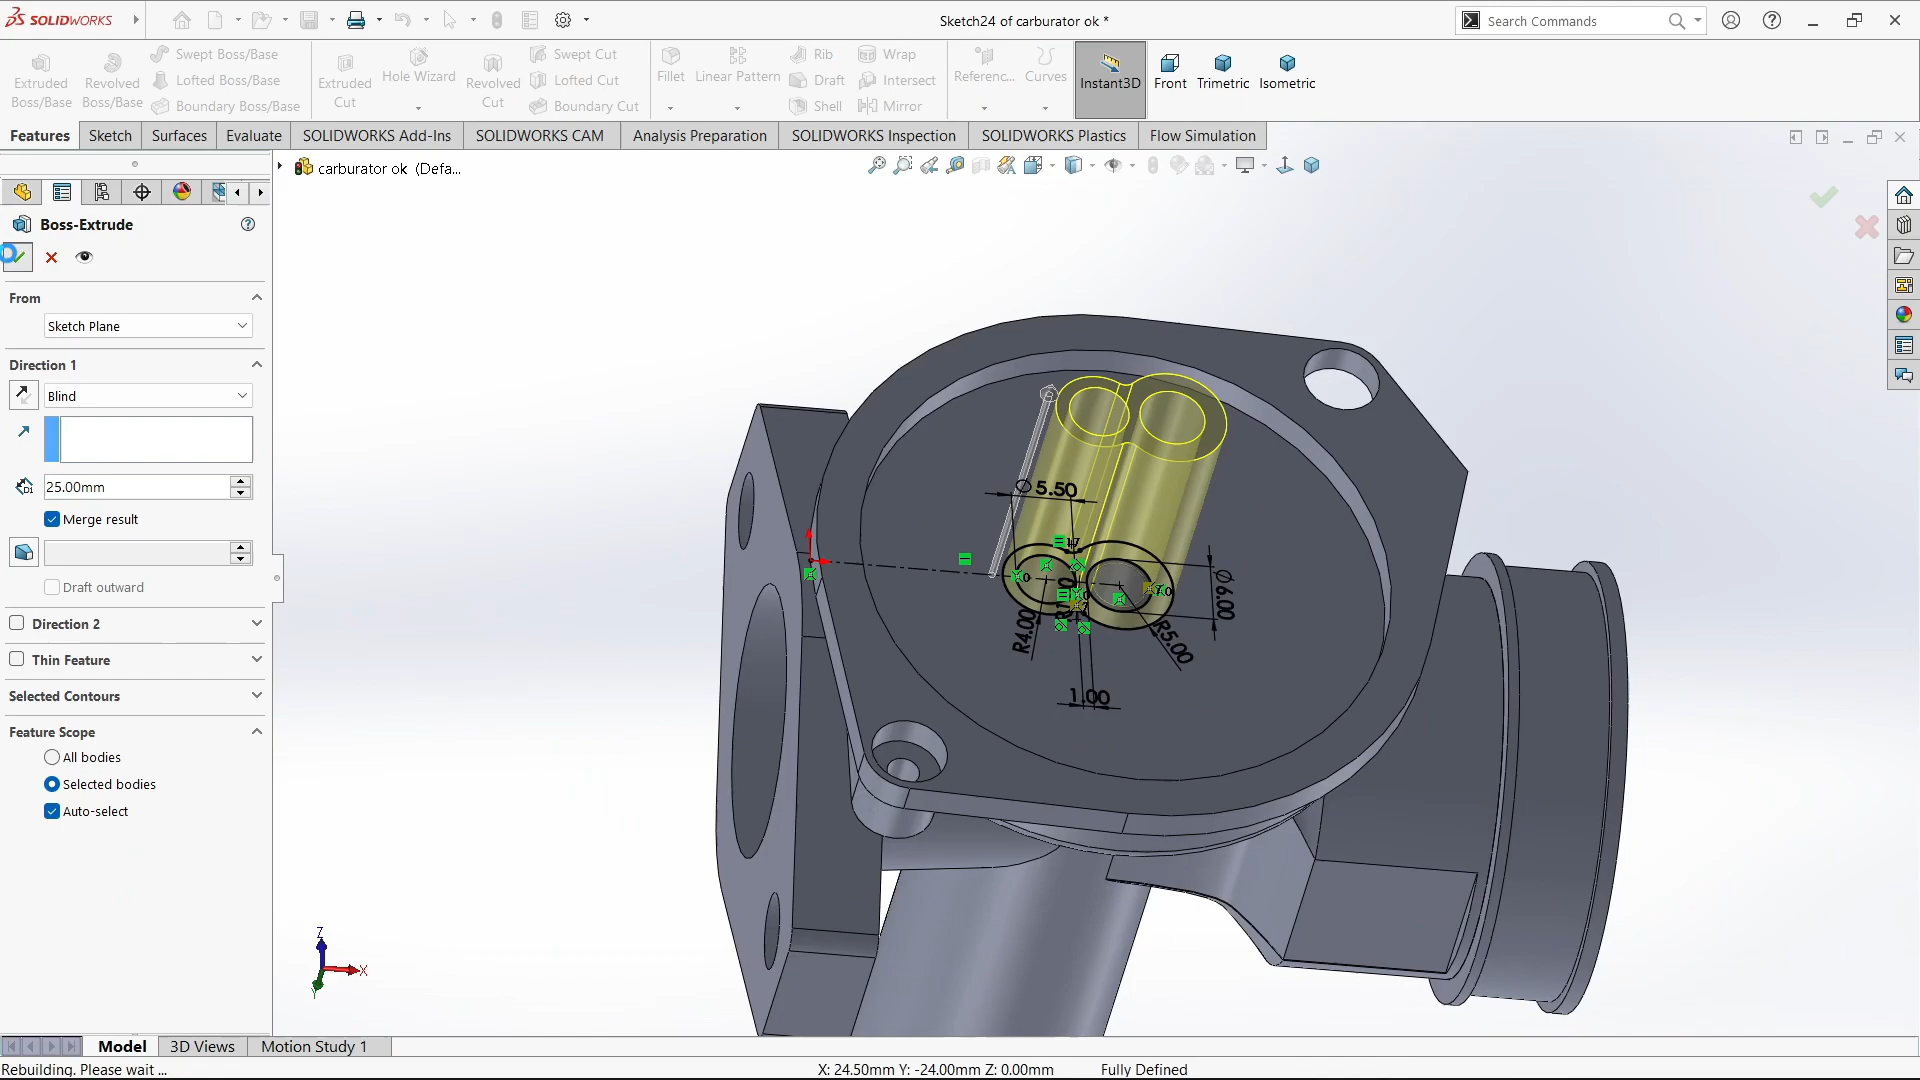 SOLIDWORKS
Sketch24 of carburator ok *
Search Commands
Extruded Boss/Base
Revolved Boss/Base
Swept Boss/Base
Lofted Boss/Base
Boundary Boss/Base
Extruded Cut
Hole Wizard
Revolved Cut
Swept Cut
Lofted Cut
Boundary Cut
Fillet
Linear Pattern
Rib
Draft
Shell
Wrap
Intersect
Mirror
Referenc...
Curves
Instant3D
Front
Trimetric
Isometric
Features
Sketch
Surfaces
Evaluate
SOLIDWORKS Add-Ins
SOLIDWORKS CAM
Analysis Preparation
SOLIDWORKS Inspection
SOLIDWORKS Plastics
Flow Simulation
carburator ok (Defa...
Boss-Extrude
From
Sketch Plane
Direction 1
Blind
25.00mm
Merge result
Draft outward
Direction 2
Thin Feature
Selected Contours
Feature Scope
All bodies
Selected bodies
Auto-select
∅ 5.50
∅6.00
R4.00
R5.00
1.00
Z
X
Y
Model
3D Views
Motion Study 1
Rebuilding. Please wait ...
X: 24.50mm Y: -24.00mm Z: 0.00mm
Fully Defined